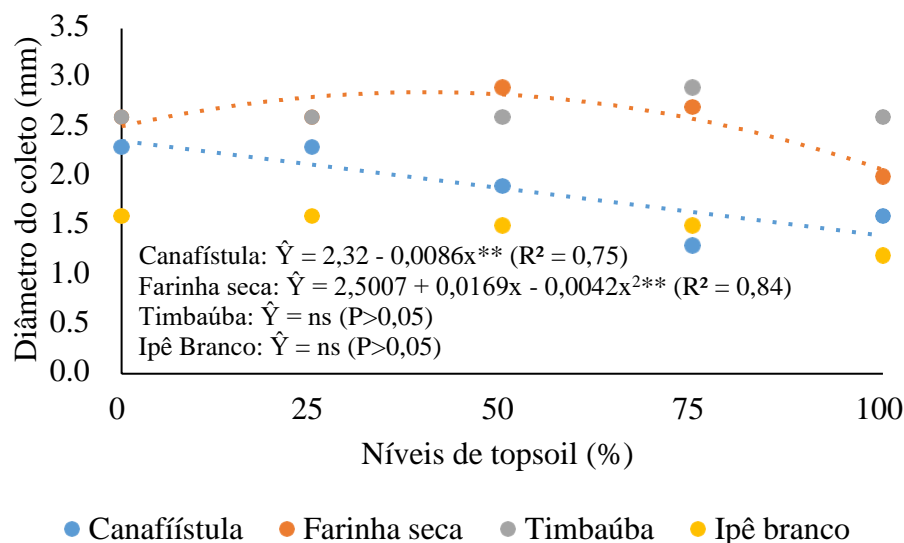 Diâmetro do coleto (mm)
3.5
3.0
2.5
2.0
1.5
1.0
0.5
0.0
Canafístula: Ŷ = 2,32 - 0,0086x** (R² = 0,75)
Farinha seca: Ŷ = 2,5007 + 0,0169x - 0,0042x²** (R² = 0,84)
Timbaúba: Ŷ = ns (P>0,05)
Ipê Branco: Ŷ = ns (P>0,05)
0 25 50 75 100
Níveis de topsoil (%)
Canafiístula Farinha seca Timbaúba Ipê branco